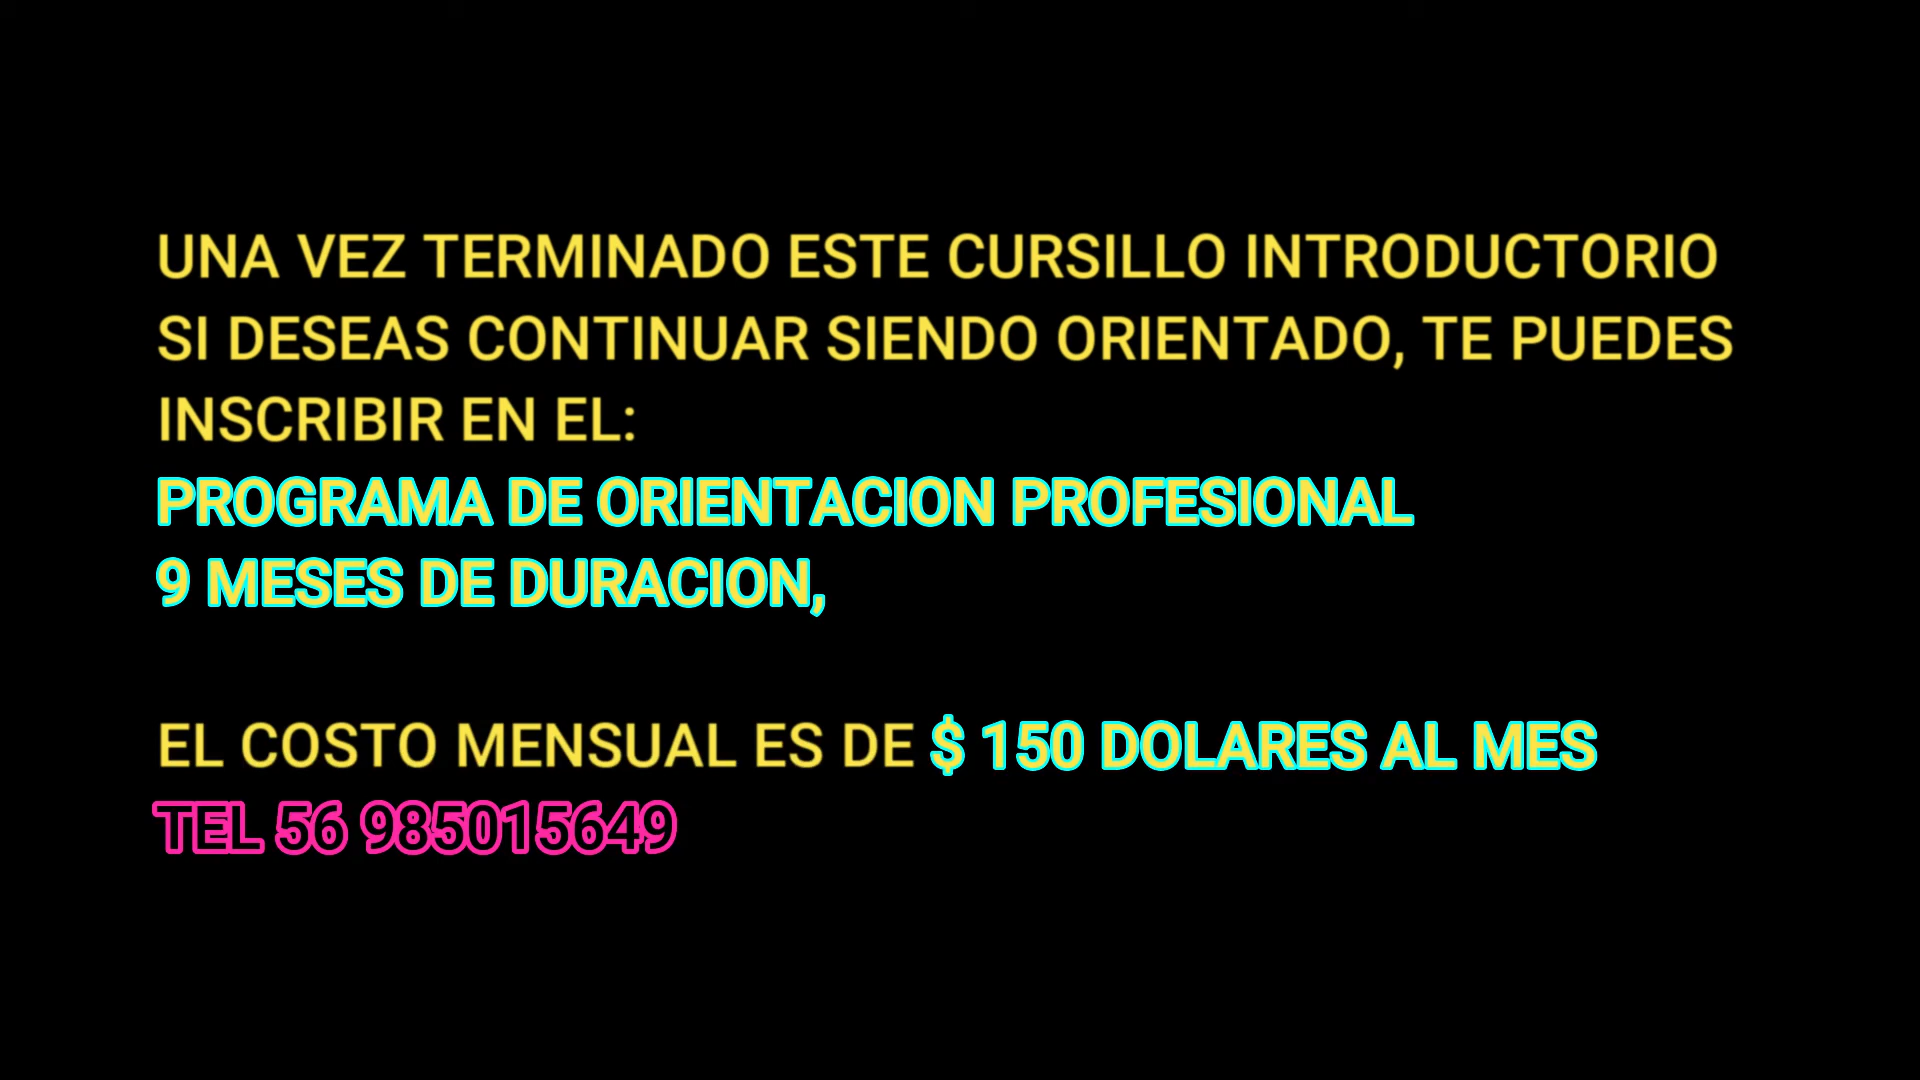 UNA VEZ TERMINADO ESTE CURSILLO INTRODUCTORIO
SI DESEAS CONTINUAR SIENDO ORIENTADO, TE PUEDES
INSCRIBIR EN EL:
PROGRAMA DE ORIENTACION PROFESIONAL
9 MESES DE DURACION,
EL COSTO MENSUAL ES DE $ 150 DOLARES AL MES
TEL 56 985015649